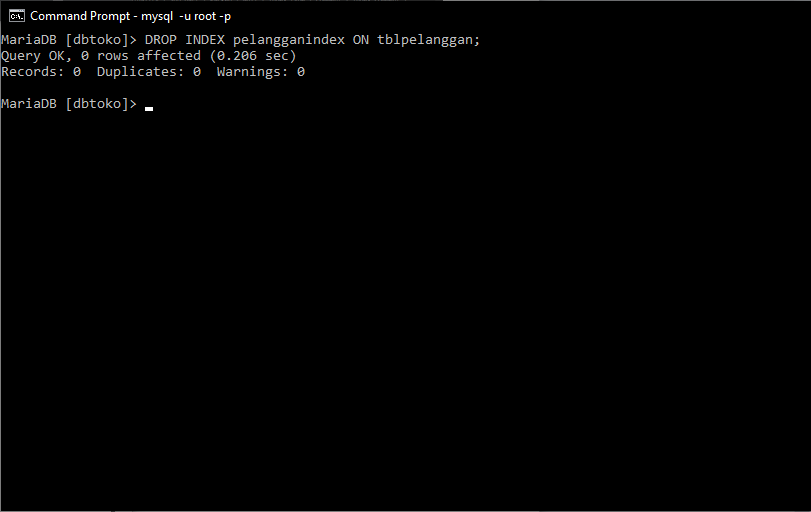 Command Prompt - mysql  -u root -p
MariaDB [dbtoko]> DROP INDEX pelangganindex ON tblpelanggan;
Query OK, 0 rows affected (0.206 sec)
Records: 0  Duplicates: 0  Warnings: 0
MariaDB [dbtoko]>